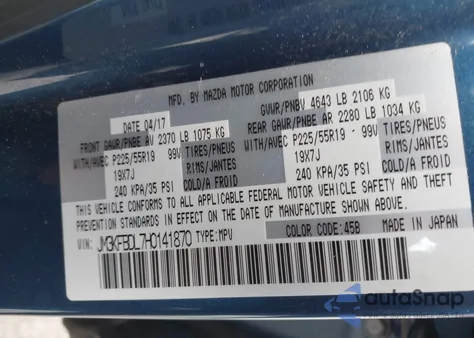 MFD. BY MAZDA MOTOR CORPORATION
DATE 04/17
GVWR/PNBV 4643 LB 2106 KG
FRONT GAWR/PNBE AV 2370 LB 1075 KG
REAR GAWR/PNBE AR 2280 LB 1034 KG
WITH/AVEC P225/55R19 99V TIRES/PNEUS
WITH/AVEC P225/55R19 99V TIRES/PNEUS
19X7J RIMS/JANTES
19X7J RIMS/JANTES
240 KPA/35 PSI COLD/A FROID
240 KPA/35 PSI COLD/A FROID
THIS VEHICLE CONFORMS TO ALL APPLICABLE FEDERAL MOTOR VEHICLE SAFETY AND THEFT
PREVENTION STANDARDS IN EFFECT ON THE DATE OF MANUFACTURE SHOWN ABOVE.
VIN: JM3KFBDL7H0141870 TYPE: MPV
COLOR CODE: 45B
MADE IN JAPAN
autoSnap